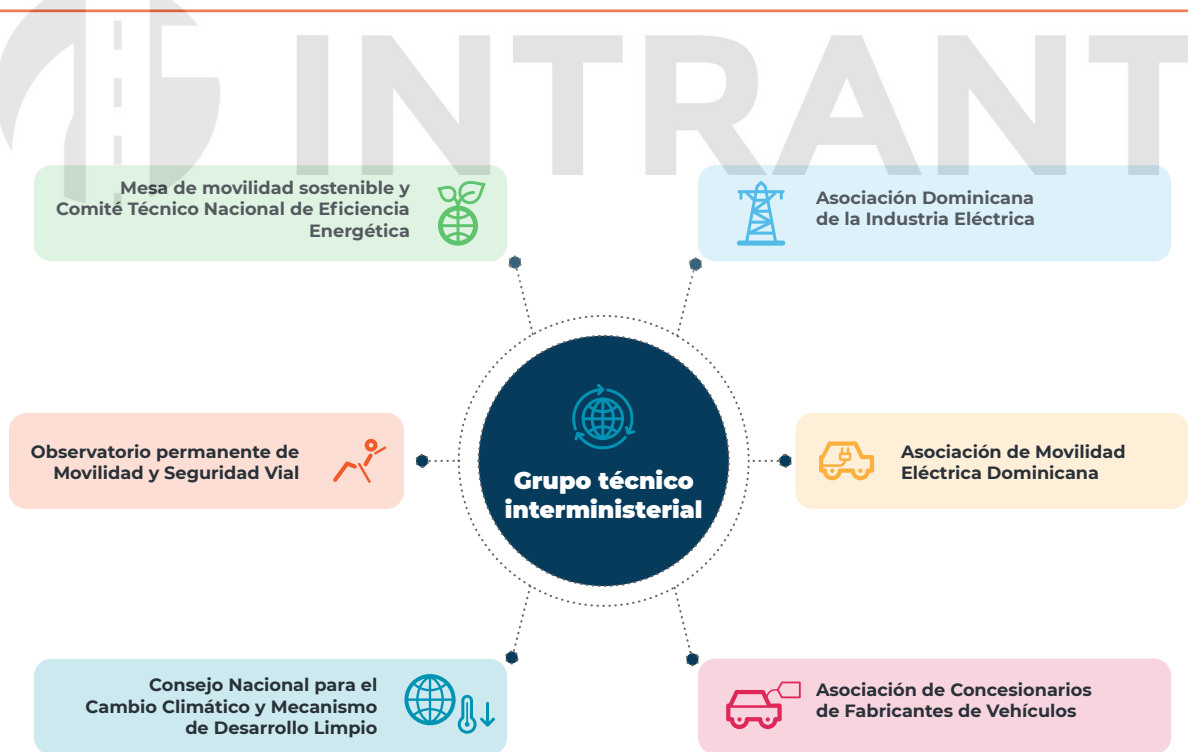 INTRANT
Mesa de movilidad sostenible y
Comité Técnico Nacional de Eficiencia
Energética
Asociación Dominicana
de la Industria Eléctrica
Observatorio permanente de
Movilidad y Seguridad Vial
Grupo técnico
interministerial
Asociación de Movilidad
Eléctrica Dominicana
Consejo Nacional para el
Cambio Climático y Mecanismo
de Desarrollo Limpio
Asociación de Concesionarios
de Fabricantes de Vehículos